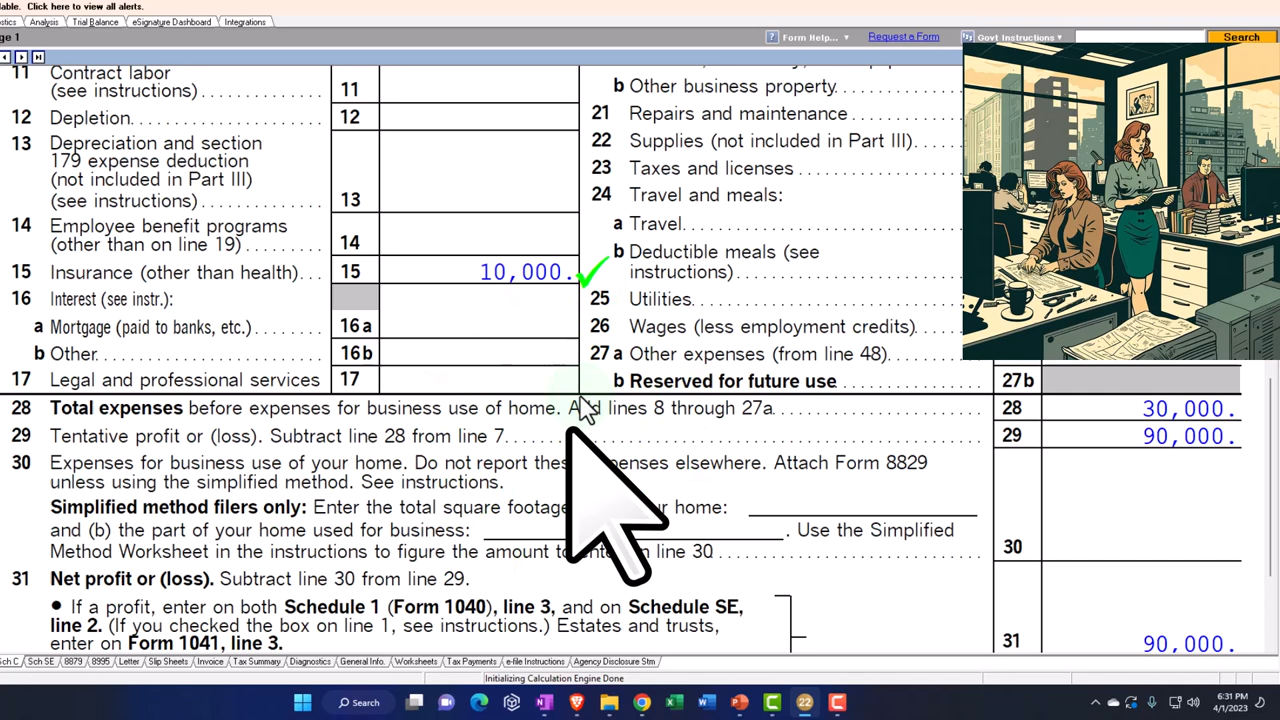 lable. Click here to view all alerts.
ostics Analysis Trial Balance eSignature Dashboard Integrations
ge 1 ? Form Help... Request a Form Govt Instructions Search
11 Contract labor
(see instructions) 11
12 Depletion 12
13 Depreciation and section
179 expense deduction
(not included in Part III)
(see instructions) 13
14 Employee benefit programs
(other than on line 19) 14
15 Insurance (other than health) 15 10,000.
16 Interest (see instr.):
a Mortgage (paid to banks, etc.) 16a
b Other 16b
17 Legal and professional services 17
b Other business property
21 Repairs and maintenance
22 Supplies (not included in Part III)
23 Taxes and licenses
24 Travel and meals:
a Travel
b Deductible meals (see
instructions)
25 Utilities
26 Wages (less employment credits)
27a Other expenses (from line 48)
b Reserved for future use 27b
28 Total expenses before expenses for business use of home. Add lines 8 through 27a 28 30,000.
29 Tentative profit or (loss). Subtract line 28 from line 7 29 90,000.
30 Expenses for business use of your home. Do not report these expenses elsewhere. Attach Form 8829
unless using the simplified method. See instructions.
Simplified method filers only: Enter the total square footage home:
and (b) the part of your home used for business: . Use the Simplified
Method Worksheet in the instructions to figure the amount to enter on line 30 30
31 Net profit or (loss). Subtract line 30 from line 29.
• If a profit, enter on both Schedule 1 (Form 1040), line 3, and on Schedule SE,
line 2. (If you checked the box on line 1, see instructions.) Estates and trusts,
enter on Form 1041, line 3. 31 90,000.
Sch C Sch SE 8879 8995 Letter Slip Sheets Invoice Tax Summary Diagnostics General Info. Worksheets Tax Payments e-file Instructions Agency Disclosure Stm
Initializing Calculation Engine Done
Search 22 6:31 PM
4/1/2023